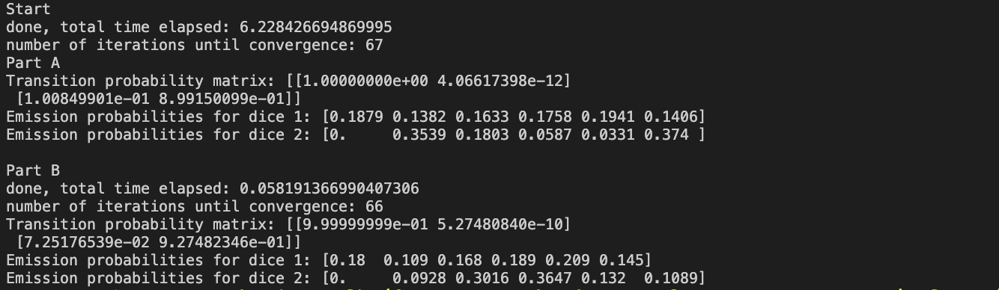 Start
done, total time elapsed: 6.228426694869995
number of iterations until convergence: 67
Part A
Transition probability matrix: [[1.00000000e+00 4.06617398e-12]
[1.00849901e-01 8.99150099e-01]]
Emission probabilities for dice 1: [0.1879 0.1382 0.1633 0.1758 0.1941 0.1406]
Emission probabilities for dice 2: [0.     0.3539 0.1803 0.0587 0.0331 0.374 ]
Part B
done, total time elapsed: 0.058191366990407306
number of iterations until convergence: 66
Transition probability matrix: [[9.99999999e-01 5.27480840e-10]
[7.25176539e-02 9.27482346e-01]]
Emission probabilities for dice 1: [0.18  0.109 0.168 0.189 0.209 0.145]
Emission probabilities for dice 2: [0.     0.0928 0.3016 0.3647 0.132  0.1089]